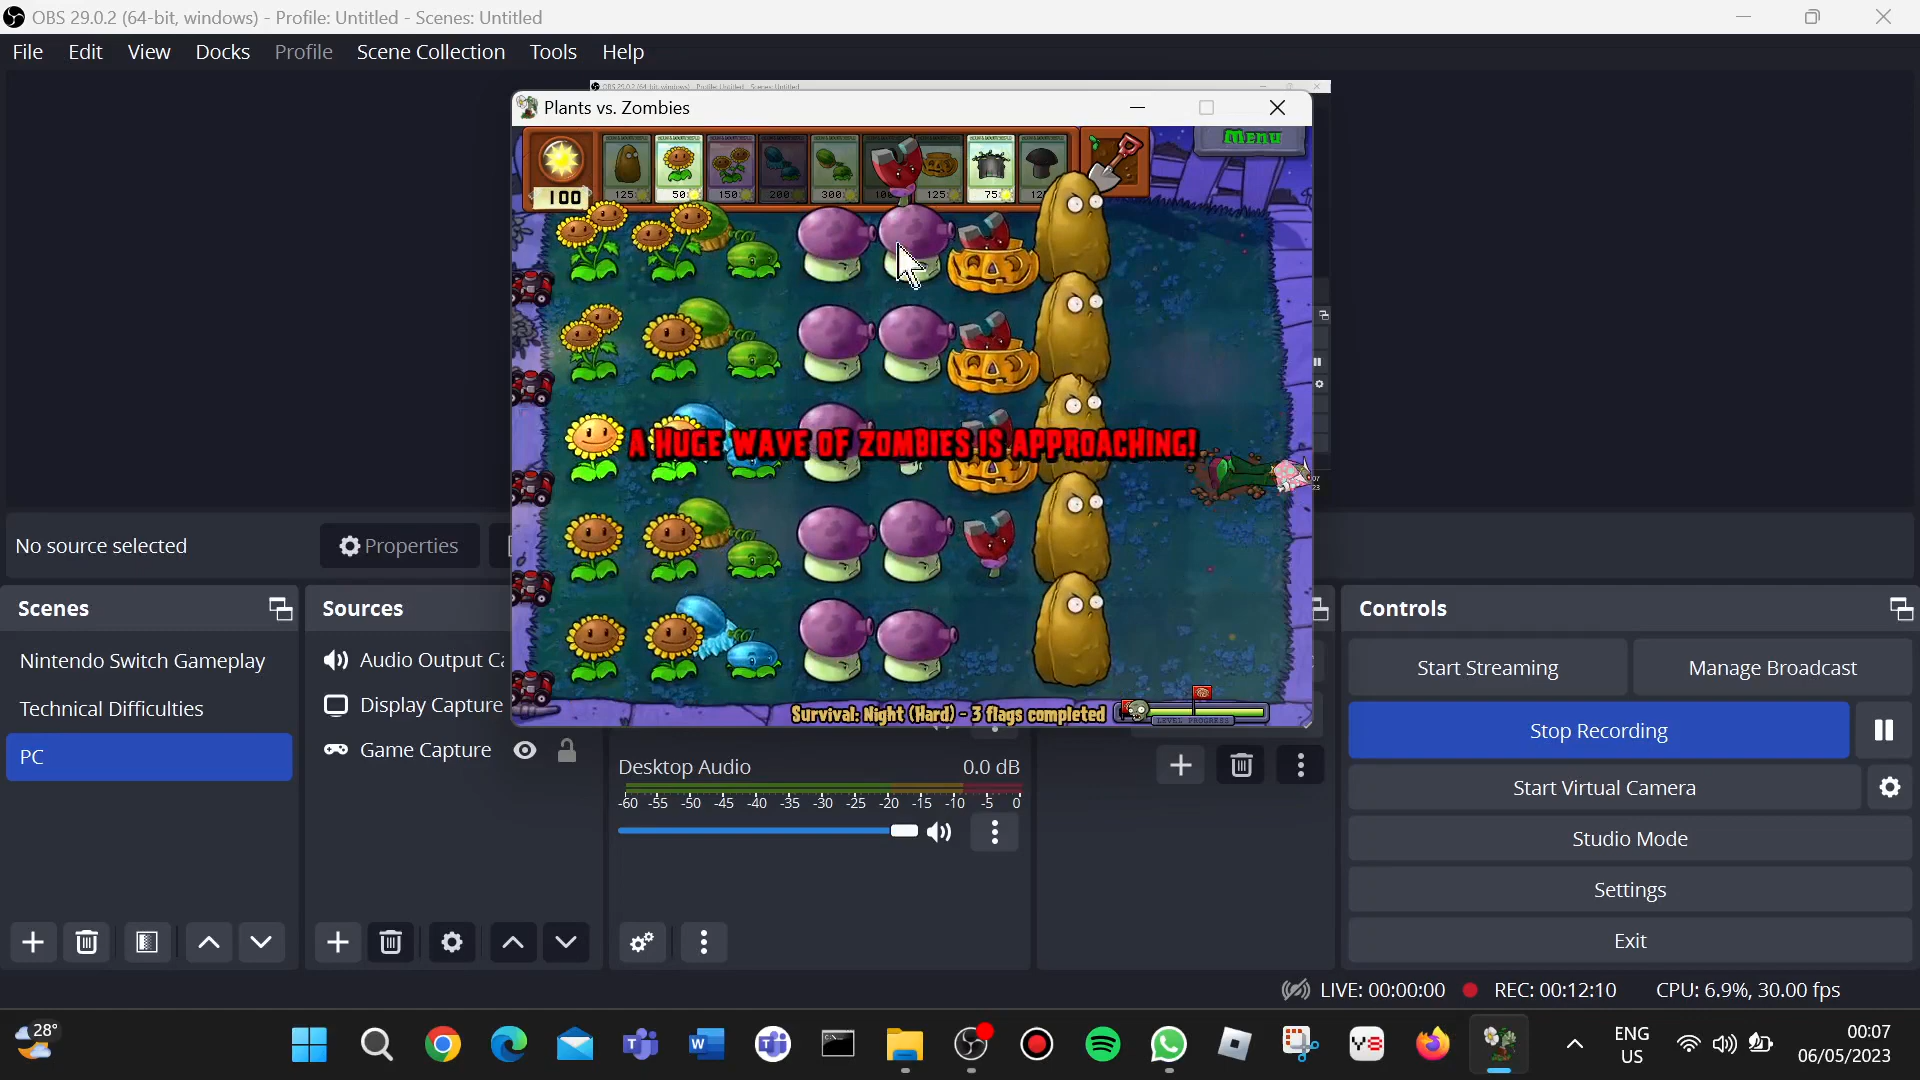 OBS 29.0.2 (64-bit, windows) - Profile: Untitled - Scenes: Untitled
File Edit View Docks Profile Scene Collection Tools Help
Plants vs. Zombies
Menu
100
125 50 150 200 300 125 75
A HUGE WAVE OF ZOMBIES IS APPROACHING!
Survival: Night (Hard) - 3 flags completed
LEVEL PROGRESS
No source selected
Properties
Scenes
Nintendo Switch Gameplay
Technical Difficulties
PC
Sources
Audio Output Ca
Display Capture
Game Capture
Desktop Audio 0.0 dB
-60 -55 -50 -45 -40 -35 -30 -25 -20 -15 -10 -5 0
Controls
Start Streaming
Manage Broadcast
Stop Recording
Start Virtual Camera
Studio Mode
Settings
Exit
LIVE: 00:00:00 REC: 00:12:10 CPU: 6.9%, 30.00 fps
28°
ENG
US
00:07
06/05/2023